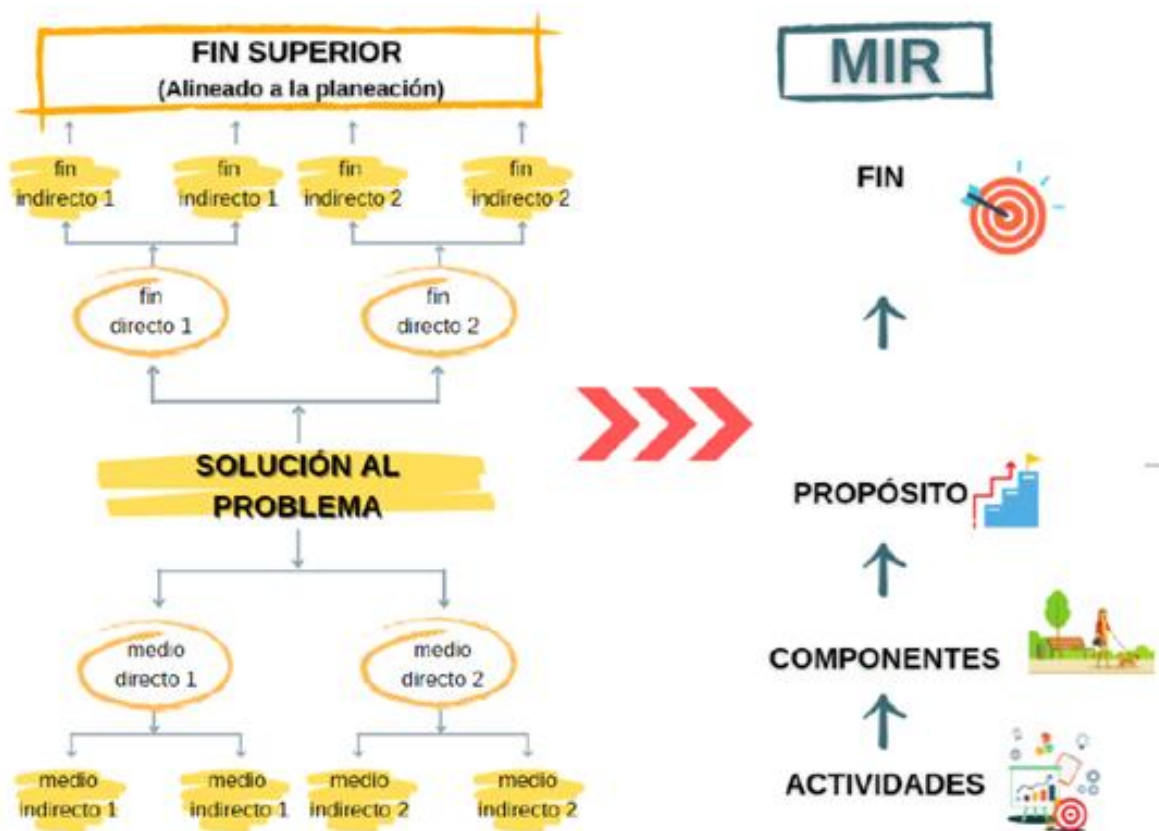 FIN SUPERIOR
(Alineado a la planeación)
fin
indirecto 1
fin
indirecto 1
fin
indirecto 2
fin
indirecto 2
fin
directo 1
fin
directo 2
SOLUCIÓN AL
PROBLEMA
medio
directo 1
medio
directo 2
medio
indirecto 1
medio
indirecto 1
medio
indirecto 2
medio
indirecto 2
MIR
FIN
PROPÓSITO
COMPONENTES
ACTIVIDADES